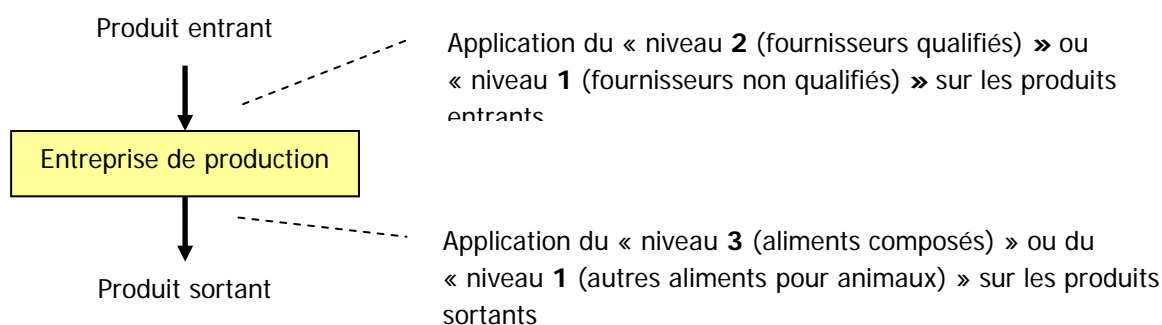 Produit entrant
Application du « niveau 2 (fournisseurs qualifiés) » ou
« niveau 1 (fournisseurs non qualifiés) » sur les produits
entrants
Entreprise de production
Application du « niveau 3 (aliments composés) » ou du
« niveau 1 (autres aliments pour animaux) » sur les produits
sortants
Produit sortant